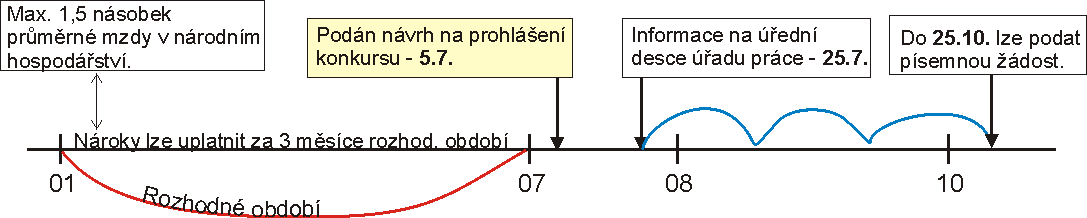 Max. 1,5 násobek
průměrné mzdy v národním
hospodářství.
Podán návrh na prohlášení
konkursu - 5.7.
Informace na úřední
desce úřadu práce - 25.7.
Do 25.10. lze podat
písemnou žádost.
Nároky lze uplatnit za 3 měsíce rozhod. období
01
07
08
10
Rozhodné období